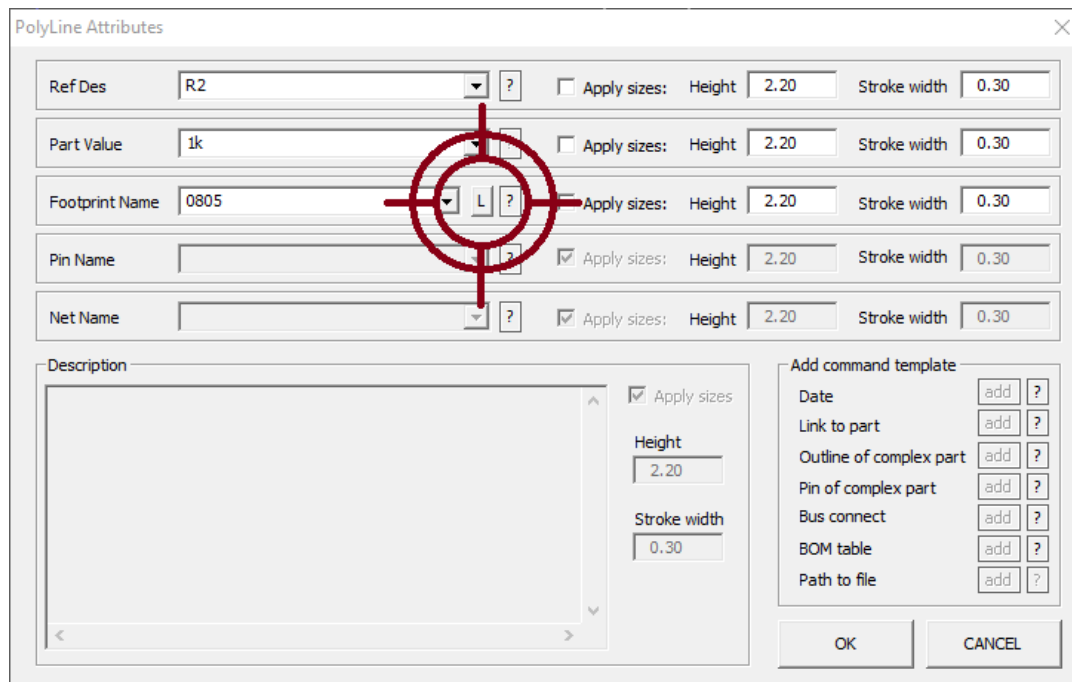 PolyLine Attributes
Ref Des R2 ? Apply sizes: Height 2.20 Stroke width 0.30
Part Value 1k ? Apply sizes: Height 2.20 Stroke width 0.30
Footprint Name 0805 L ? Apply sizes: Height 2.20 Stroke width 0.30
Pin Name ? Apply sizes: Height 2.20 Stroke width 0.30
Net Name ? Apply sizes: Height 2.20 Stroke width 0.30
Description
Apply sizes
Height
2.20
Stroke width
0.30
Add command template
Date add ?
Link to part add ?
Outline of complex part add ?
Pin of complex part add ?
Bus connect add ?
BOM table add ?
Path to file add ?
OK CANCEL